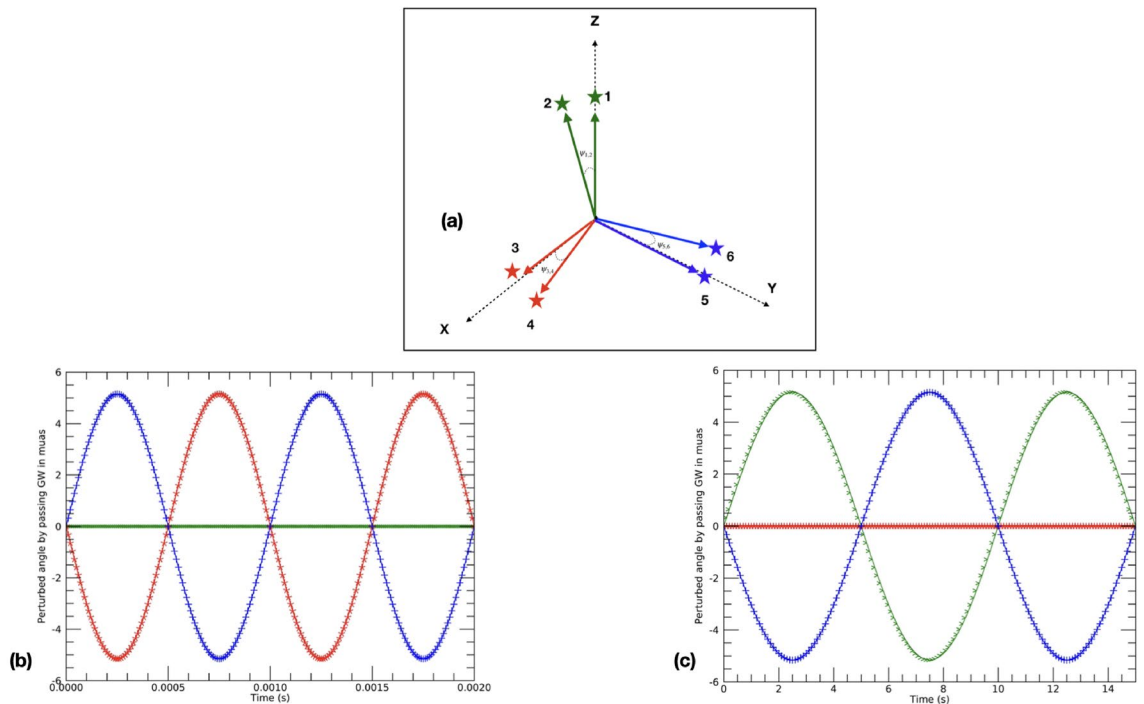 Z
2
1
ψ1,2
(a)
3
ψ3,4
4
ψ5,6
6
5
X
Y
6
4
2
0
-2
-4
-6
Perturbed angle by passing GW in muas
0.0000
0.0005
0.0010
0.0015
0.0020
Time (s)
(b)
6
4
2
0
-2
-4
-6
Perturbed angle by passing GW in muas
0
2
4
6
8
10
12
14
Time (s)
(c)